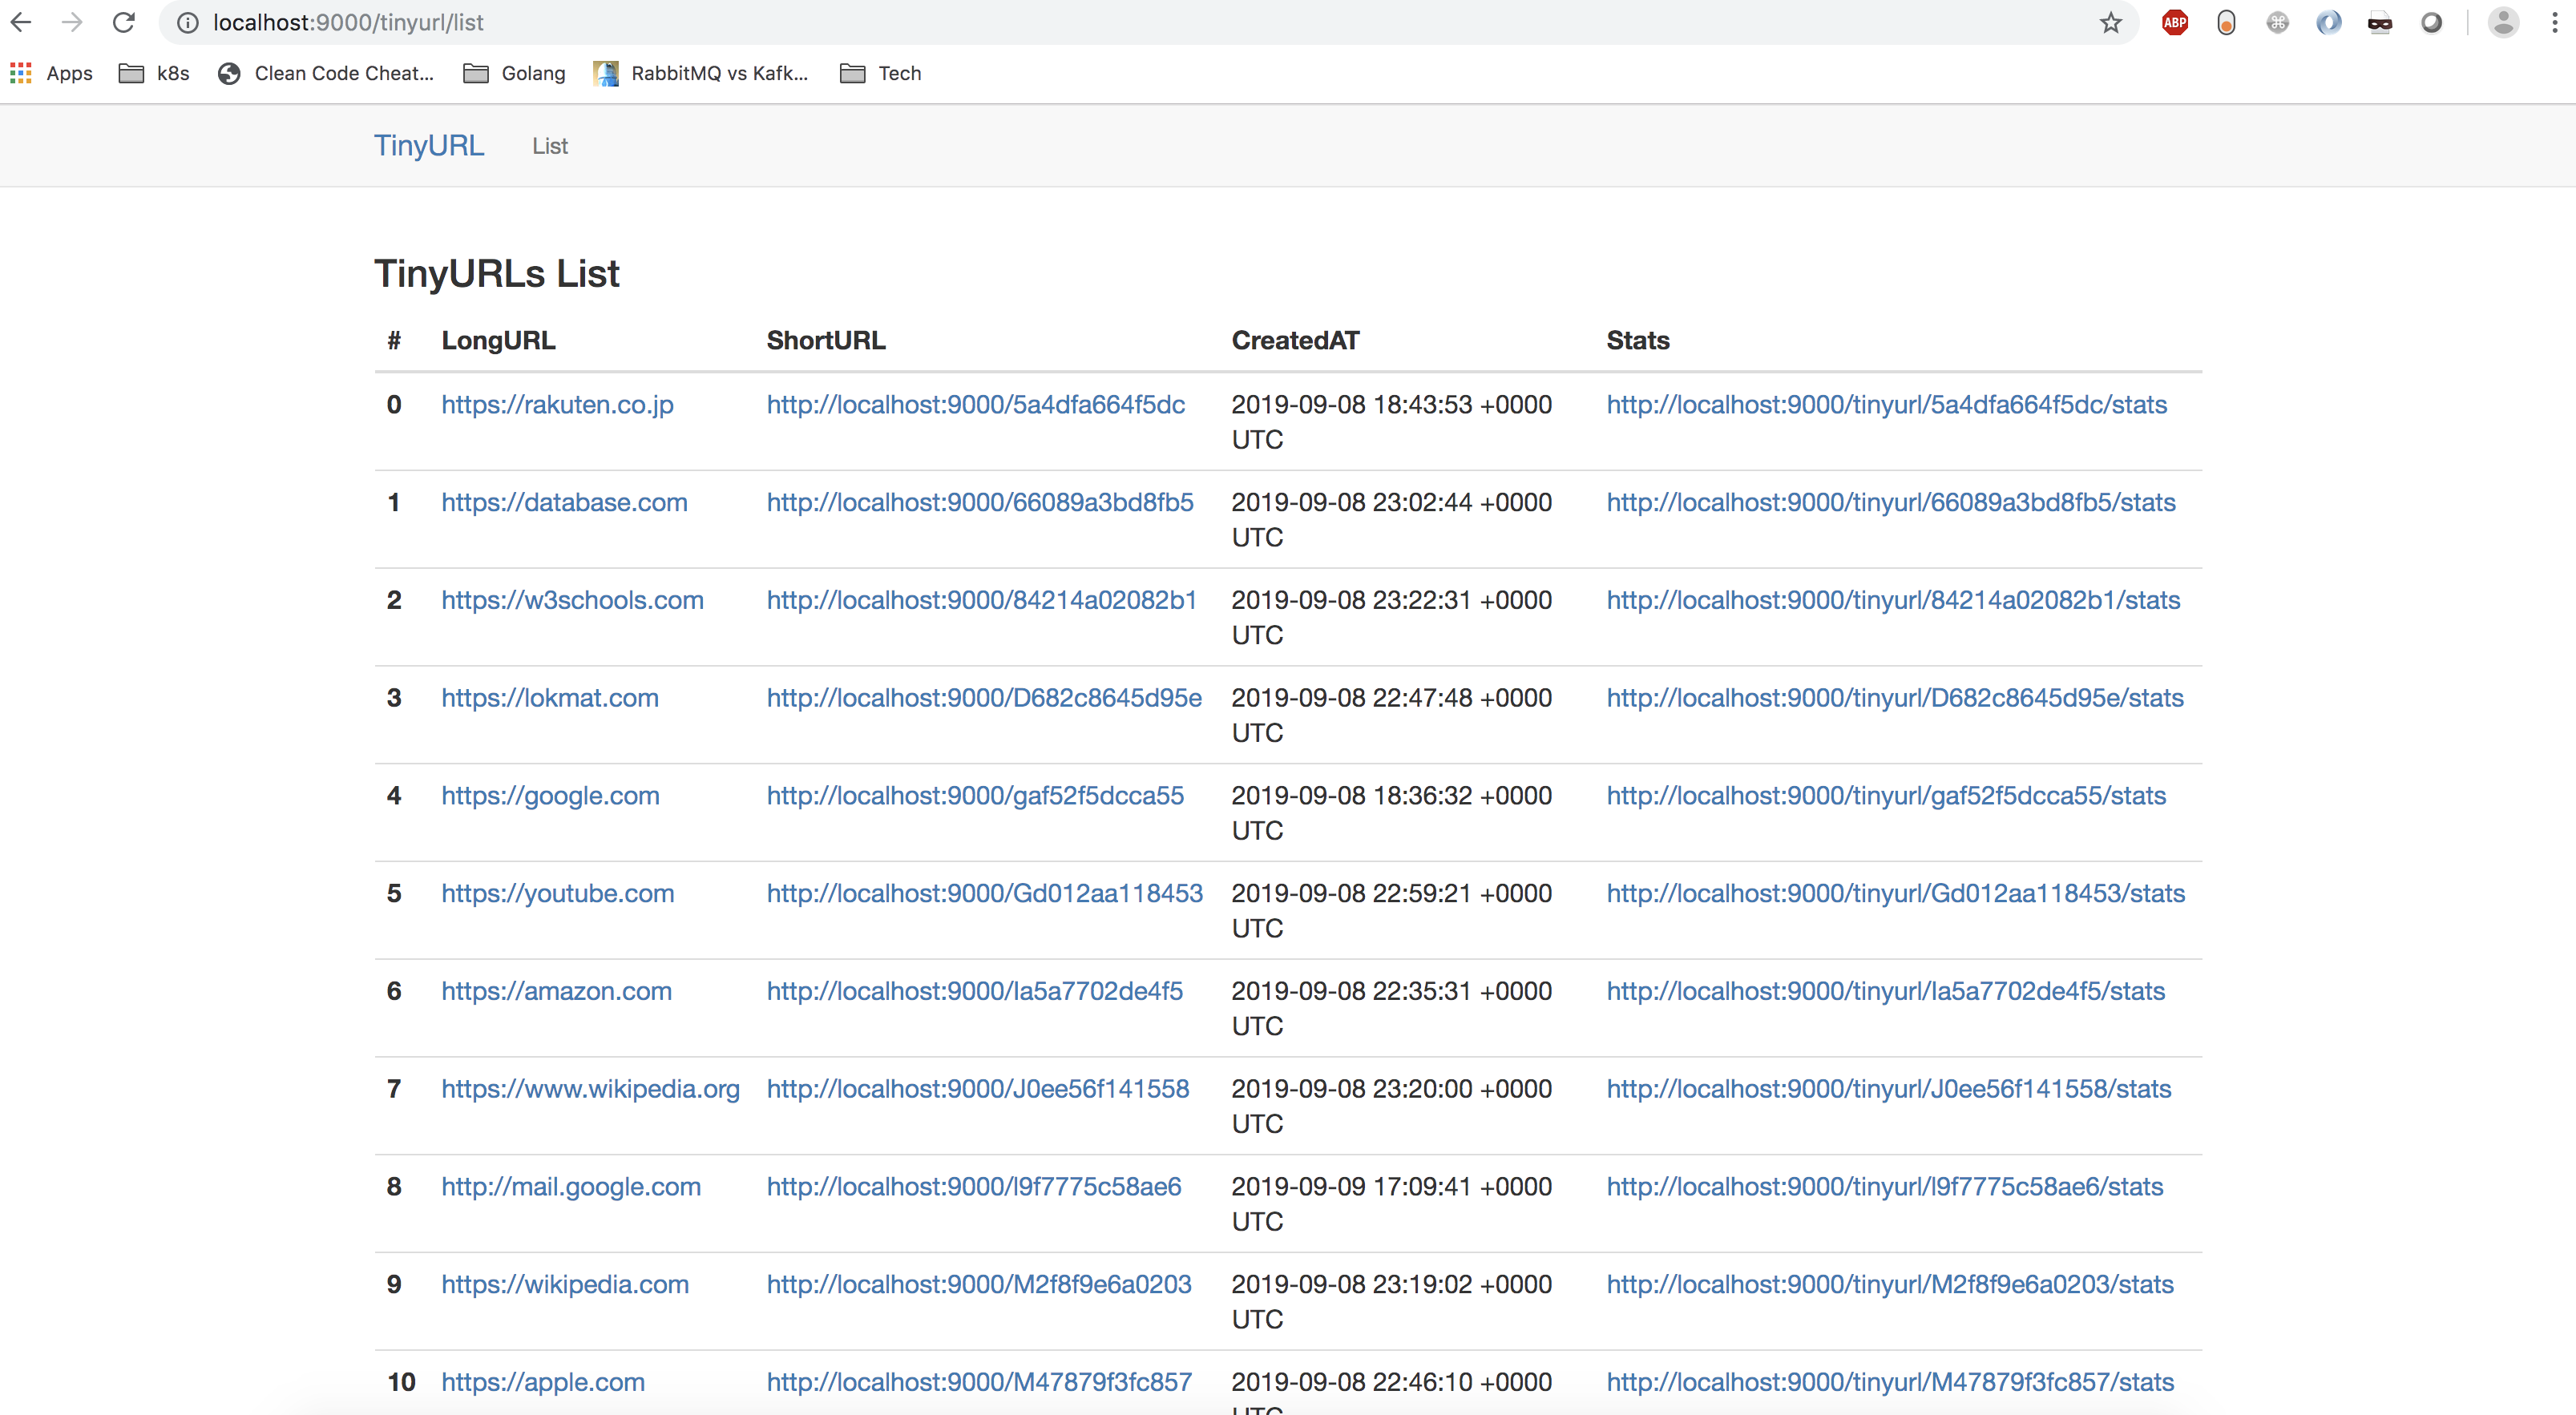 localhost:9000/tinyurl/list
ABP
Apps k8s Clean Code Cheat... Golang RabbitMQ vs Kafk... Tech
TinyURL List
TinyURLs List
# LongURL ShortURL CreatedAT Stats
0 https://rakuten.co.jp http://localhost:9000/5a4dfa664f5dc 2019-09-08 18:43:53 +0000 http://localhost:9000/tinyurl/5a4dfa664f5dc/stats
UTC
1 https://database.com http://localhost:9000/66089a3bd8fb5 2019-09-08 23:02:44 +0000 http://localhost:9000/tinyurl/66089a3bd8fb5/stats
UTC
2 https://w3schools.com http://localhost:9000/84214a02082b1 2019-09-08 23:22:31 +0000 http://localhost:9000/tinyurl/84214a02082b1/stats
UTC
3 https://lokmat.com http://localhost:9000/D682c8645d95e 2019-09-08 22:47:48 +0000 http://localhost:9000/tinyurl/D682c8645d95e/stats
UTC
4 https://google.com http://localhost:9000/gaf52f5dcca55 2019-09-08 18:36:32 +0000 http://localhost:9000/tinyurl/gaf52f5dcca55/stats
UTC
5 https://youtube.com http://localhost:9000/Gd012aa118453 2019-09-08 22:59:21 +0000 http://localhost:9000/tinyurl/Gd012aa118453/stats
UTC
6 https://amazon.com http://localhost:9000/Ia5a7702de4f5 2019-09-08 22:35:31 +0000 http://localhost:9000/tinyurl/Ia5a7702de4f5/stats
UTC
7 https://www.wikipedia.org http://localhost:9000/J0ee56f141558 2019-09-08 23:20:00 +0000 http://localhost:9000/tinyurl/J0ee56f141558/stats
UTC
8 http://mail.google.com http://localhost:9000/l9f7775c58ae6 2019-09-09 17:09:41 +0000 http://localhost:9000/tinyurl/l9f7775c58ae6/stats
UTC
9 https://wikipedia.com http://localhost:9000/M2f8f9e6a0203 2019-09-08 23:19:02 +0000 http://localhost:9000/tinyurl/M2f8f9e6a0203/stats
UTC
10 https://apple.com http://localhost:9000/M47879f3fc857 2019-09-08 22:46:10 +0000 http://localhost:9000/tinyurl/M47879f3fc857/stats
UTC